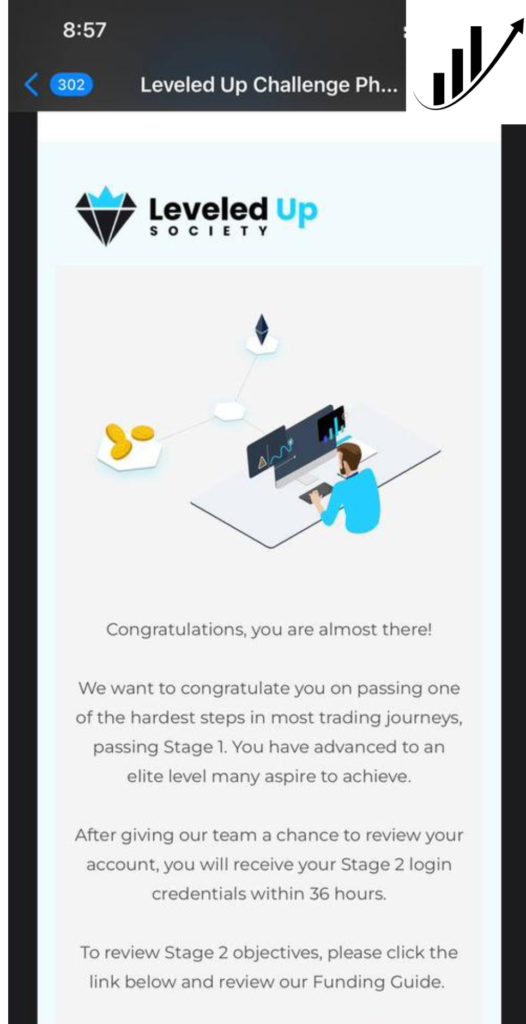 8:57
302
Leveled Up Challenge Ph...
Leveled Up
SOCIETY
Congratulations, you are almost there!
We want to congratulate you on passing one
of the hardest steps in most trading journeys,
passing Stage 1. You have advanced to an
elite level many aspire to achieve.
After giving our team a chance to review your
account, you will receive your Stage 2 login
credentials within 36 hours.
To review Stage 2 objectives, please click the
link below and review our Funding Guide.